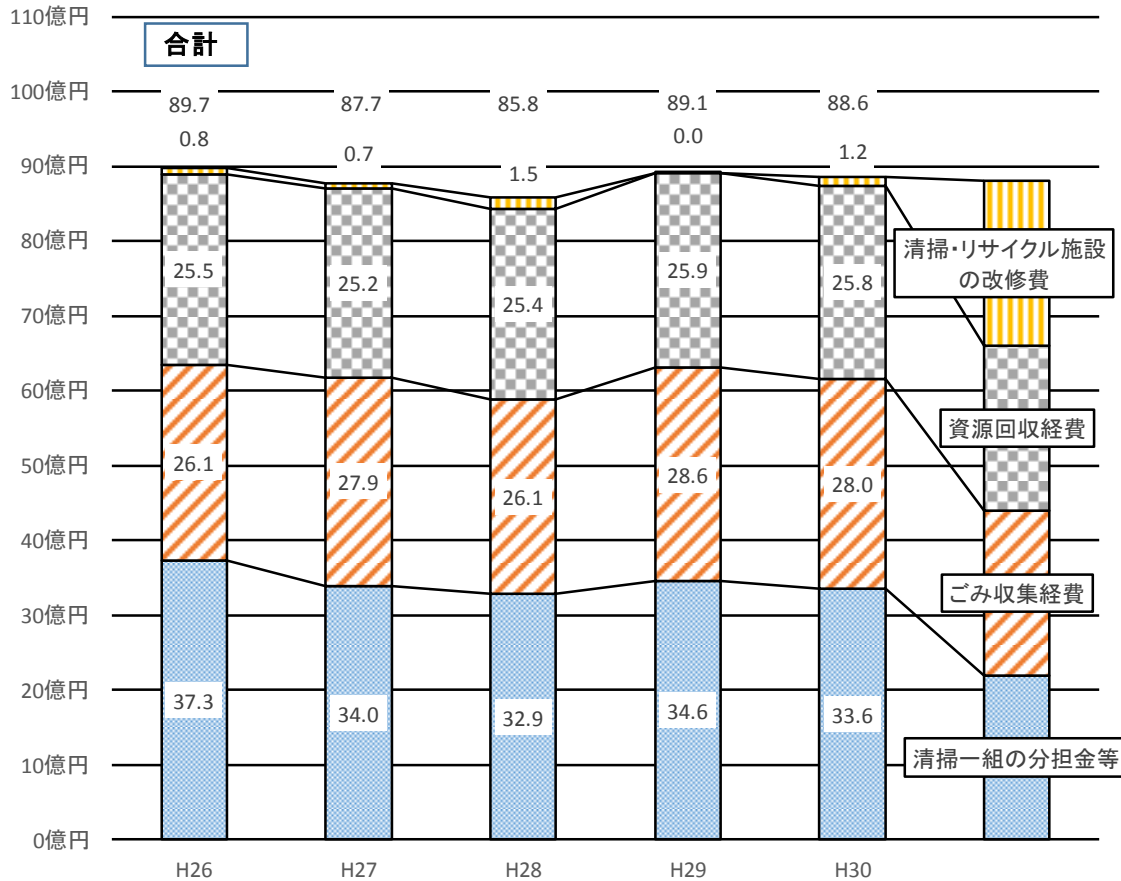 110億円
合計
100億円
89.7
87.7
85.8
89.1
88.6
0.8
0.7
1.5
0.0
1.2
90億円
80億円
25.5
25.2
25.4
25.9
25.8
清掃・リサイクル施設
の改修費
70億円
60億円
資源回収経費
50億円
26.1
27.9
26.1
28.6
28.0
40億円
ごみ収集経費
30億円
20億円
37.3
34.0
32.9
34.6
33.6
清掃一組の分担金等
10億円
0億円
H26
H27
H28
H29
H30